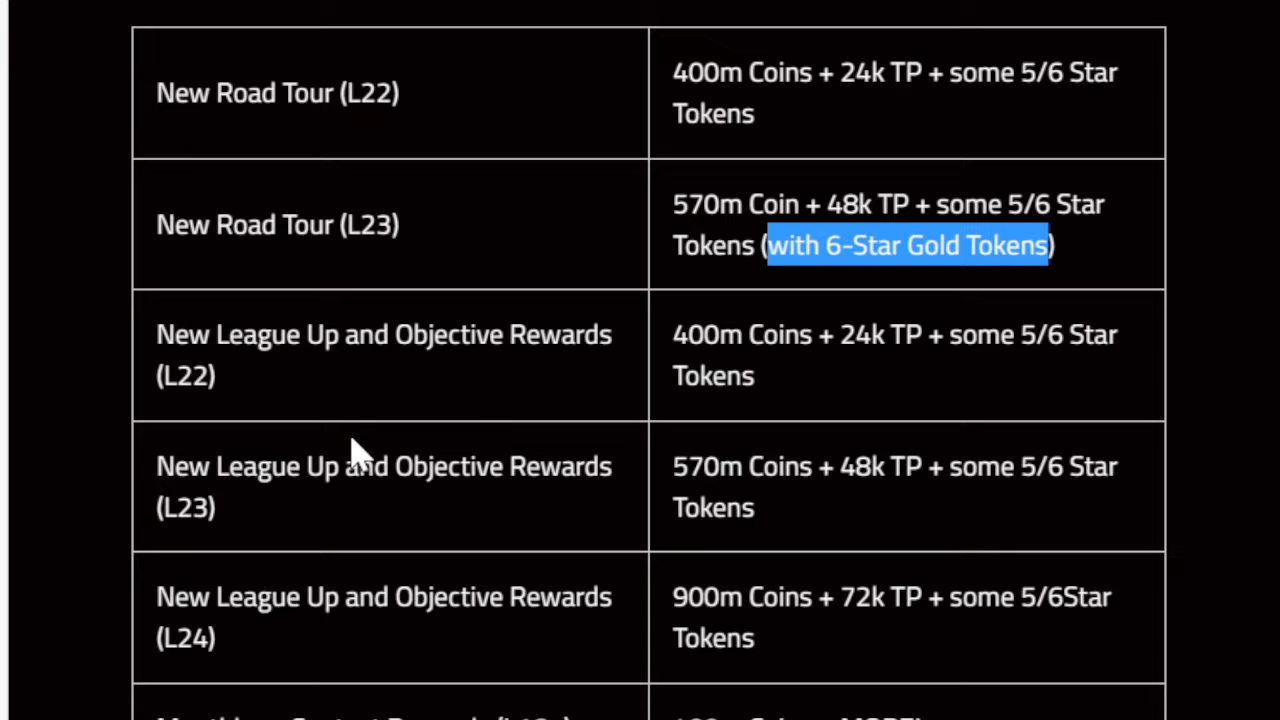 New Road Tour (L22)
400m Coins + 24k TP + some 5/6 Star
Tokens
New Road Tour (L23)
570m Coin + 48k TP + some 5/6 Star
Tokens (with 6-Star Gold Tokens)
New League Up and Objective Rewards
(L22)
400m Coins + 24k TP + some 5/6 Star
Tokens
New League Up and Objective Rewards
(L23)
570m Coins + 48k TP + some 5/6 Star
Tokens
New League Up and Objective Rewards
(L24)
900m Coins + 72k TP + some 5/6Star
Tokens